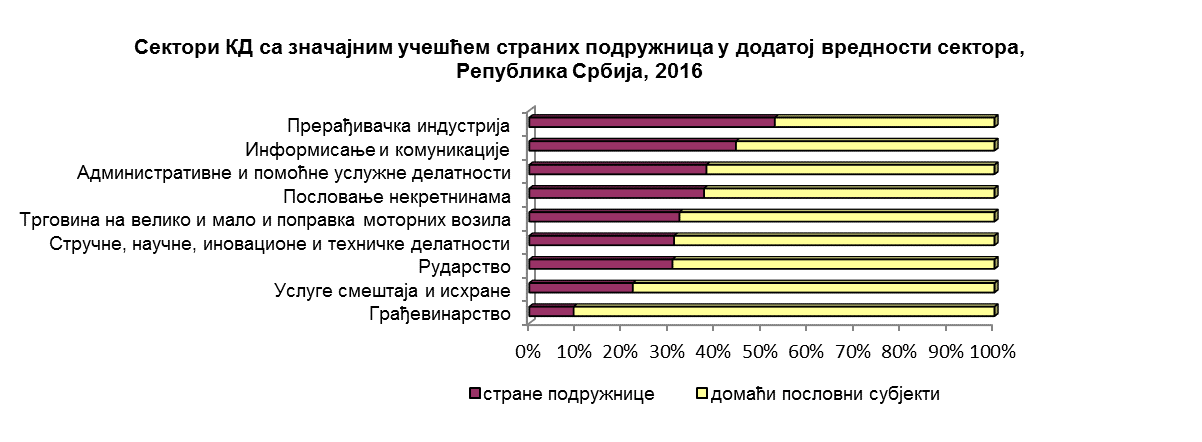 Сектори КД са значајним учешћем страних подружница у додатој вредности сектора,
Република Србија, 2016
Прерађивачка индустрија
Информисање и комуникације
Административне и помоћне услужне делатности
Пословање некретнинама
Трговина на велико и мало и поправка моторних возила
Стручне, научне, иновационе и техничке делатности
Рударство
Услуге смештаја и исхране
Грађевинарство
0% 10% 20% 30% 40% 50% 60% 70% 80% 90% 100%
стране подружнице домаћи пословни субјекти